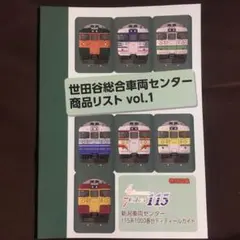 世田谷総合車両センター
商品リスト vol.1
115
新潟車両センター
115系1000番台ディティールガイド